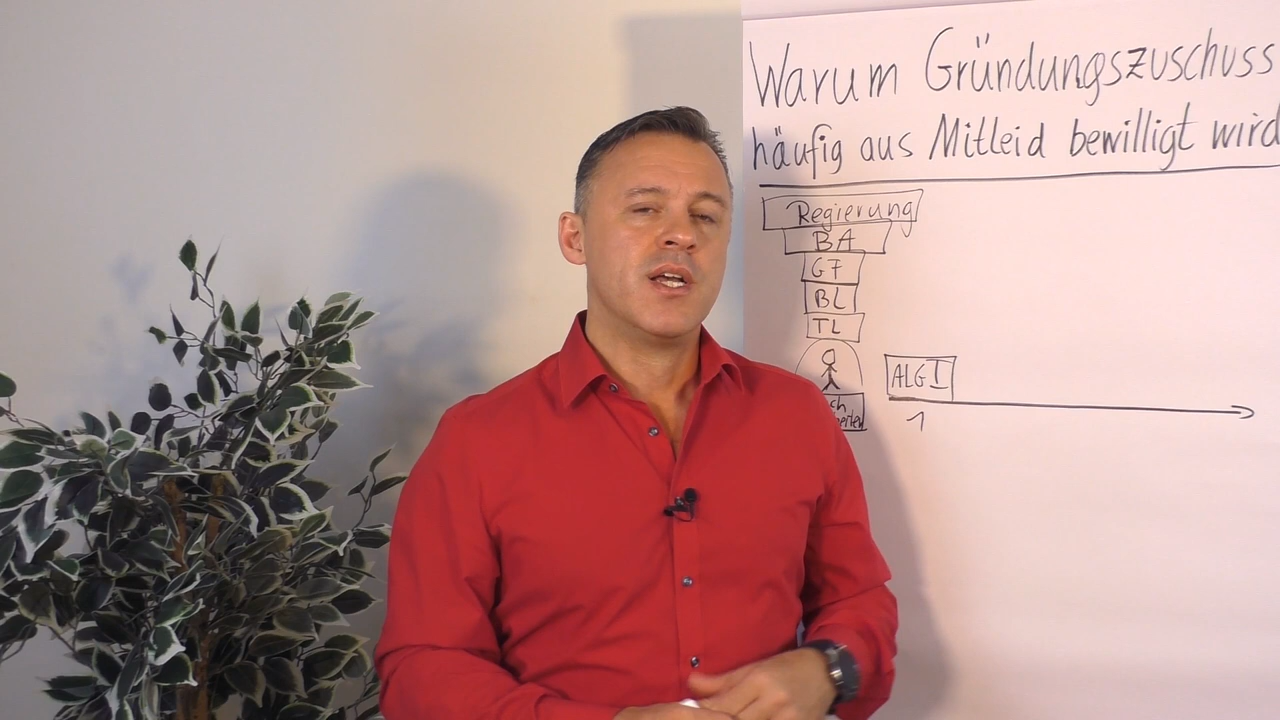 Warum Gründungszuschuss
häufig aus Mitleid bewilligt wird
Regierung
BA
GF
BL
TL
ALG I
1